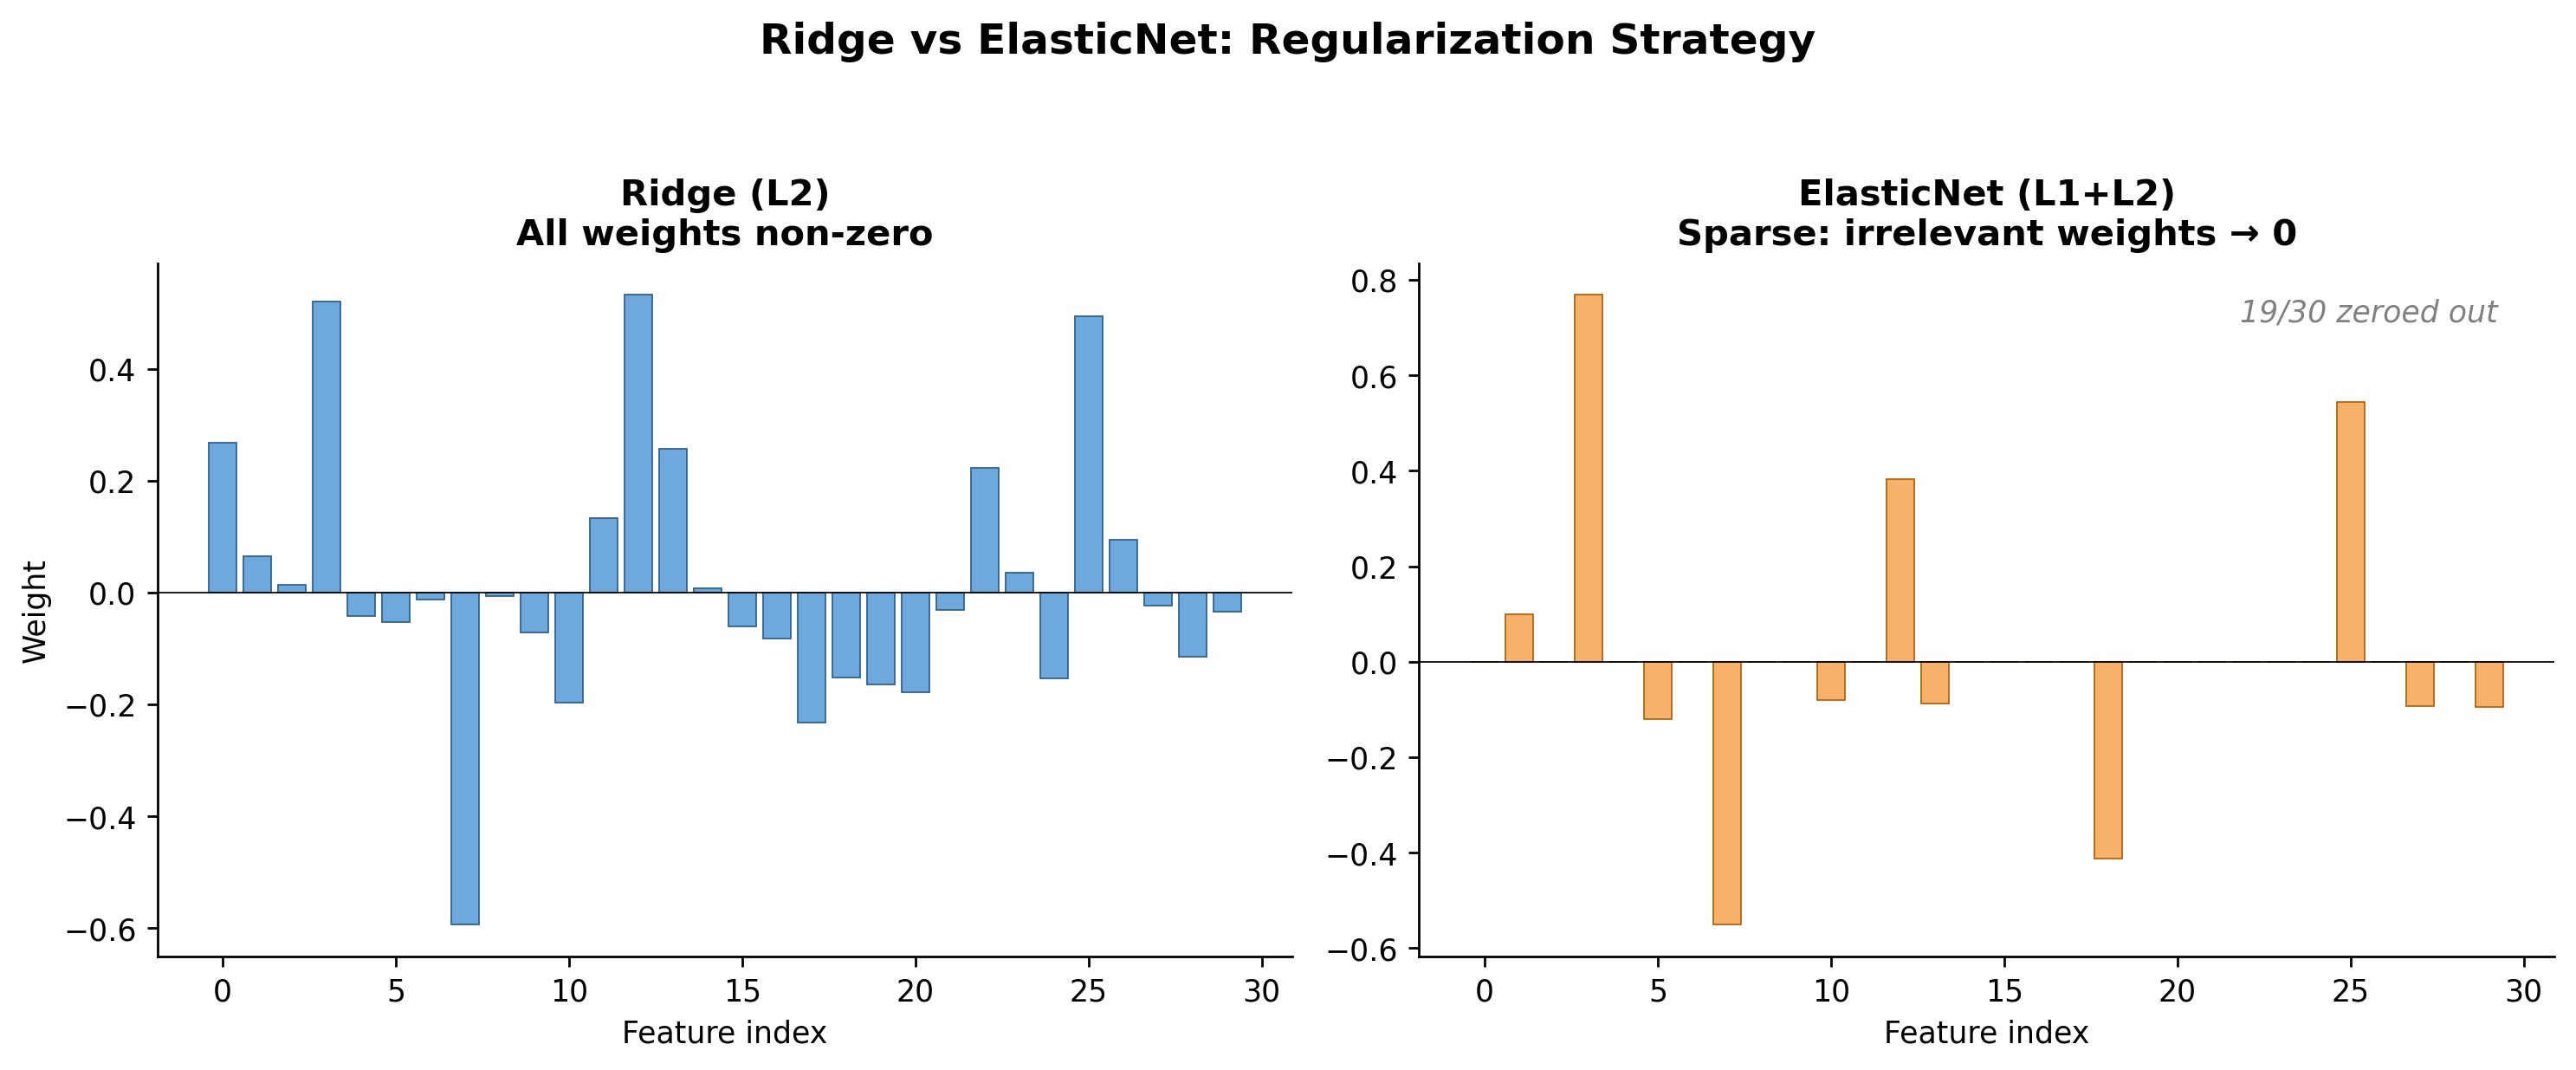 Ridge vs ElasticNet: Regularization Strategy
Ridge (L2)
All weights non-zero
Weight
0.4
0.2
0.0
−0.2
−0.4
−0.6
0 5 10 15 20 25 30
Feature index
ElasticNet (L1+L2)
Sparse: irrelevant weights → 0
19/30 zeroed out
0.8
0.6
0.4
0.2
0.0
−0.2
−0.4
−0.6
0 5 10 15 20 25 30
Feature index